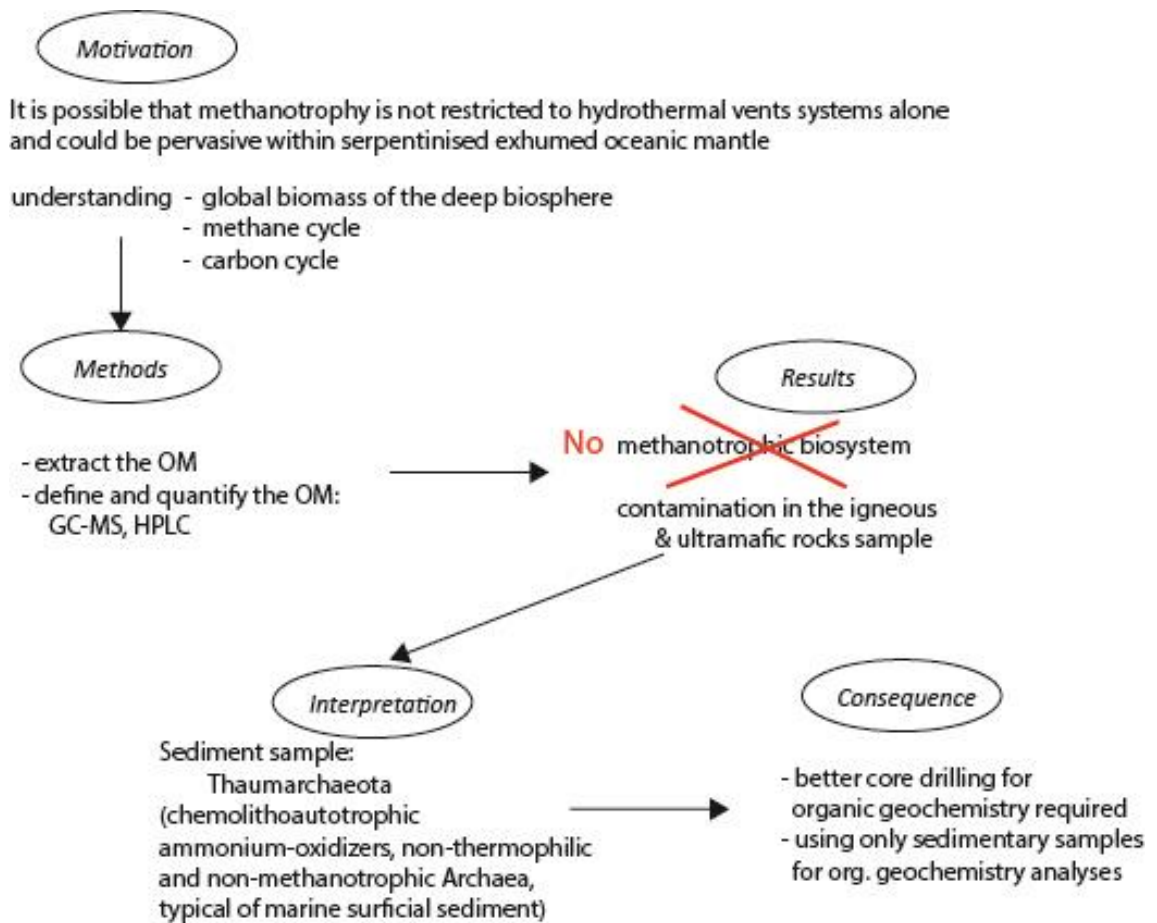 Motivation
It is possible that methanotrophy is not restricted to hydrothermal vents systems alone
and could be pervasive within serpentinised exhumed oceanic mantle
understanding - global biomass of the deep biosphere
- methane cycle
- carbon cycle
Methods
- extract the OM
- define and quantify the OM:
GC-MS, HPLC
Results
No methanotrophic biosystem
contamination in the igneous
& ultramafic rocks sample
Interpretation
Sediment sample:
Thaumarchaeota
(chemolithoautotrophic
ammonium-oxidizers, non-thermophilic
and non-methanotrophic Archaea,
typical of marine surficial sediment)
Consequence
- better core drilling for
organic geochemistry required
- using only sedimentary samples
for org. geochemistry analyses